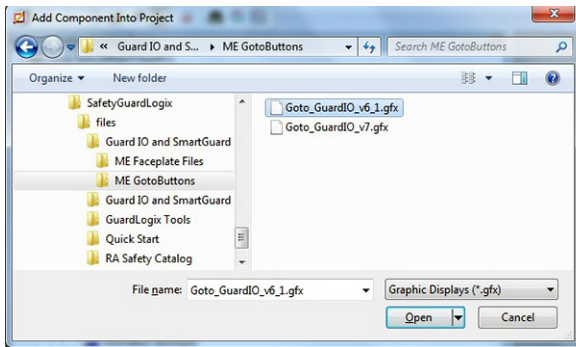 Add Component Into Project
« Guard IO and S... ▸ ME GotoButtons
Search ME GotoButtons
Organize ▼ New folder
SafetyGuardLogix
files
Guard IO and SmartGuard
ME Faceplate Files
ME GotoButtons
Guard IO and SmartGuard
GuardLogix Tools
Quick Start
RA Safety Catalog
Goto_GuardIO_v6_1.gfx
Goto_GuardIO_v7.gfx
File name: Goto_GuardIO_v6_1.gfx
Graphic Displays (*.gfx)
Open
Cancel